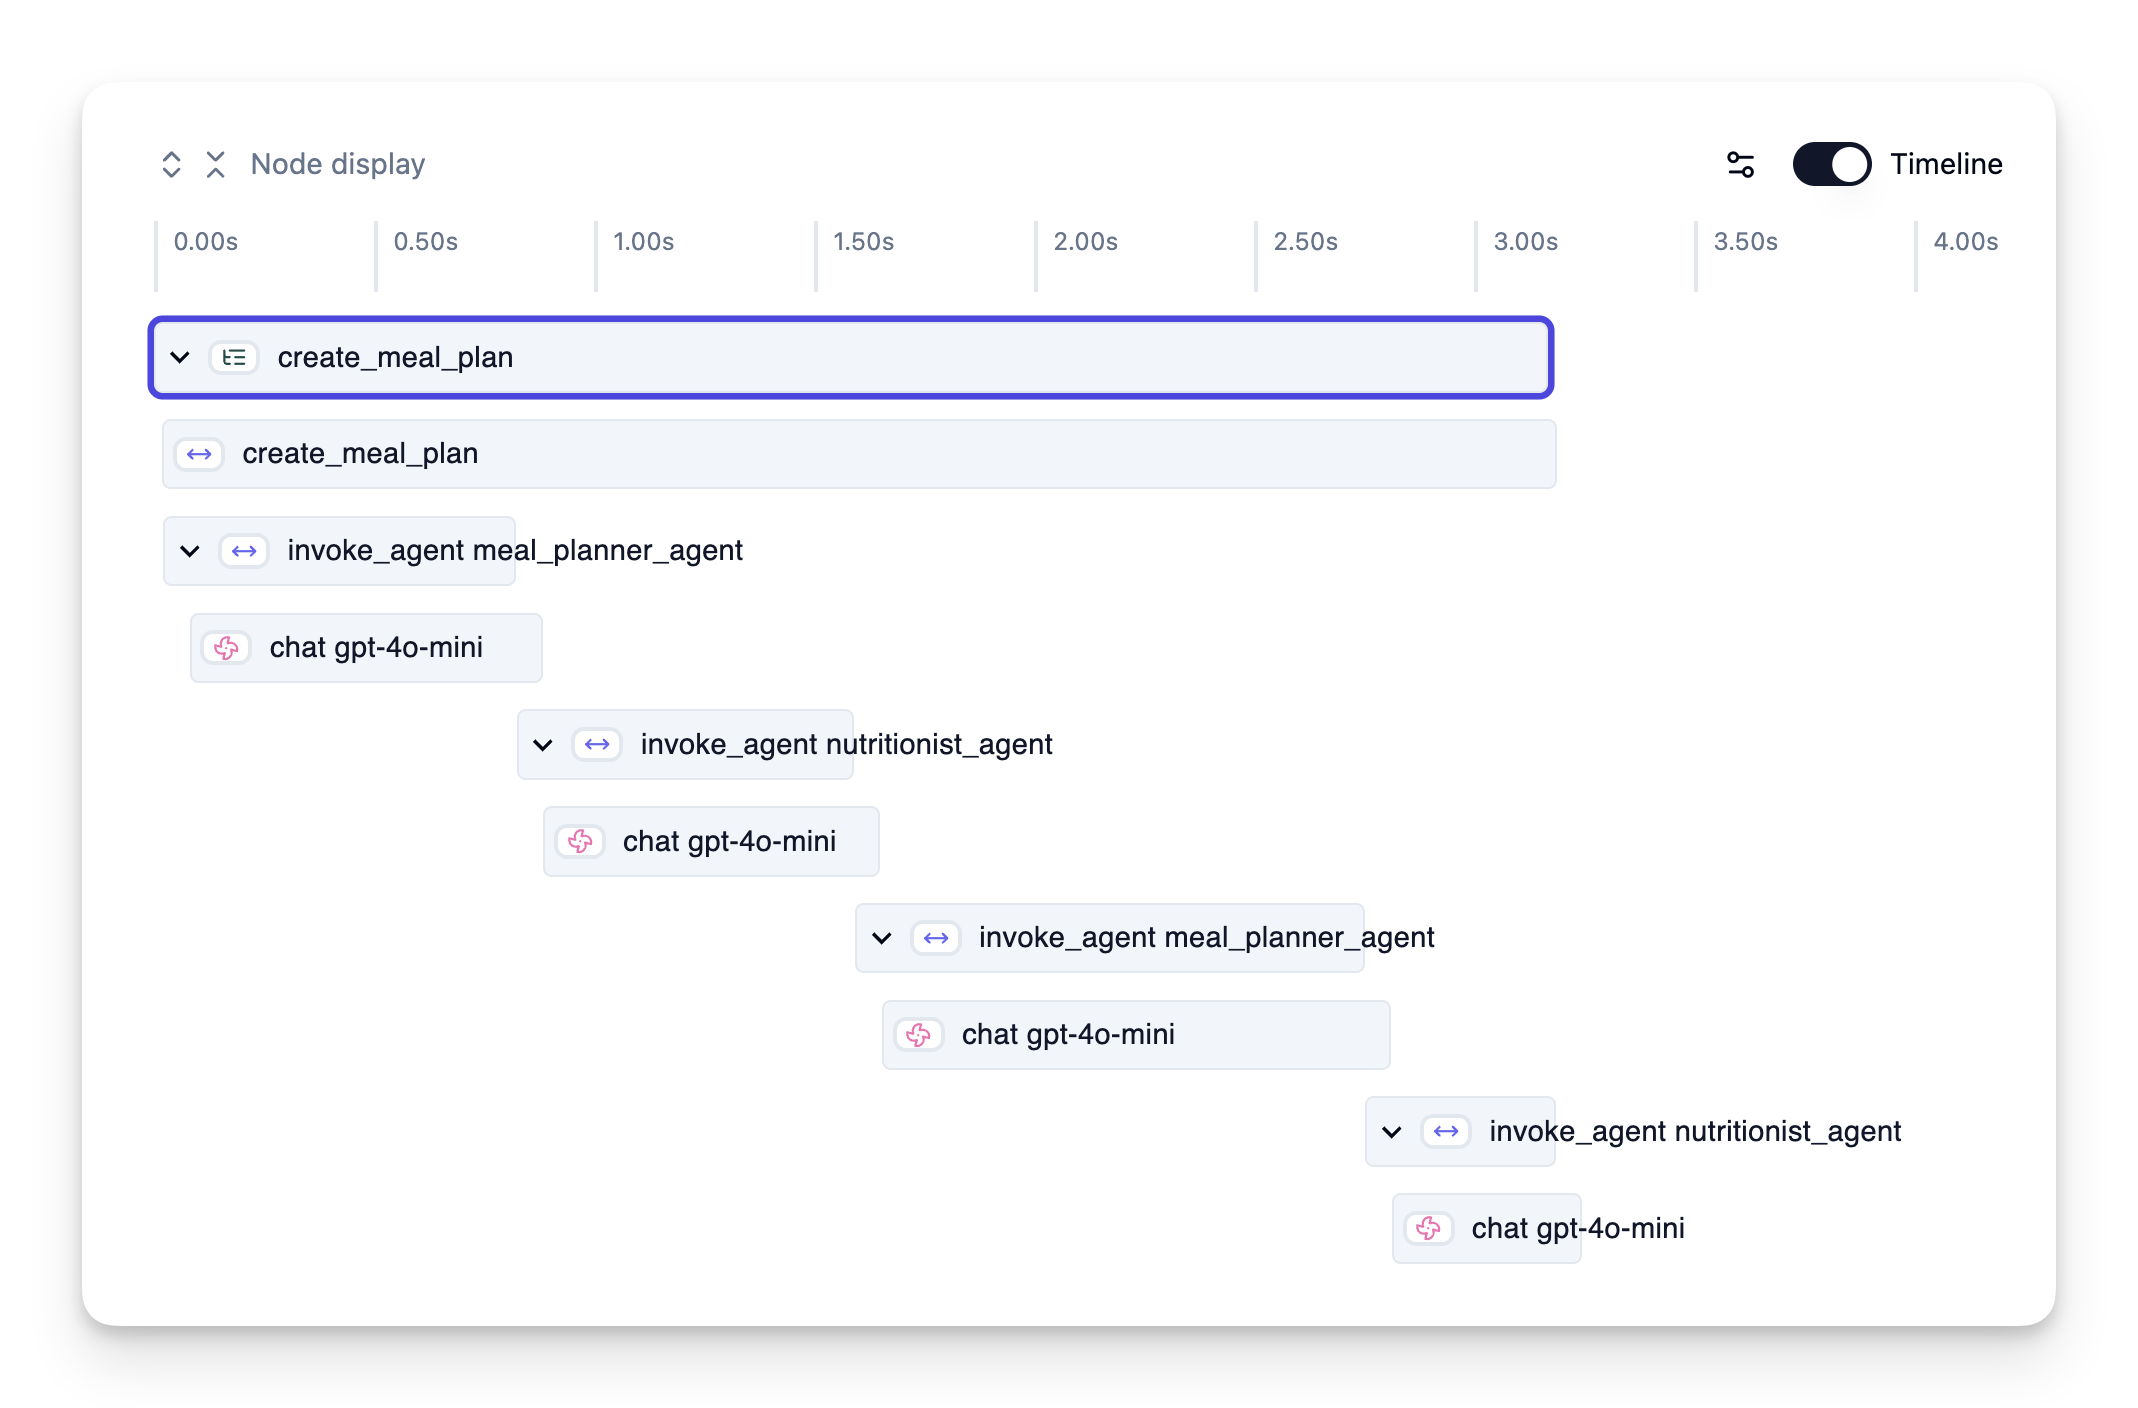 Node display
Timeline
0.00s 0.50s 1.00s 1.50s 2.00s 2.50s 3.00s 3.50s 4.00s
create_meal_plan
create_meal_plan
invoke_agent meal_planner_agent
chat gpt-4o-mini
invoke_agent nutritionist_agent
chat gpt-4o-mini
invoke_agent meal_planner_agent
chat gpt-4o-mini
invoke_agent nutritionist_agent
chat gpt-4o-mini